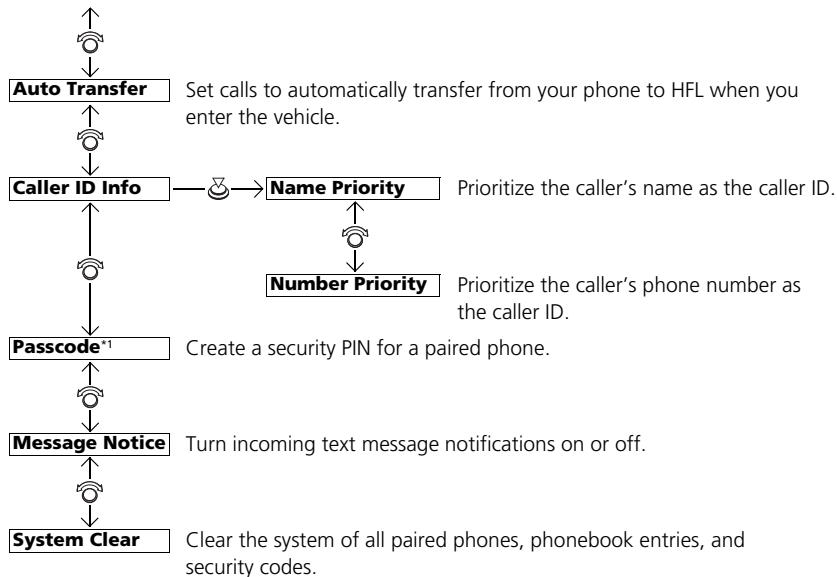 Auto Transfer
Set calls to automatically transfer from your phone to HFL when you
enter the vehicle.
Caller ID Info
Name Priority
Prioritize the caller’s name as the caller ID.
Number Priority
Prioritize the caller’s phone number as
the caller ID.
Passcode*1
Create a security PIN for a paired phone.
Message Notice
Turn incoming text message notifications on or off.
System Clear
Clear the system of all paired phones, phonebook entries, and
security codes.